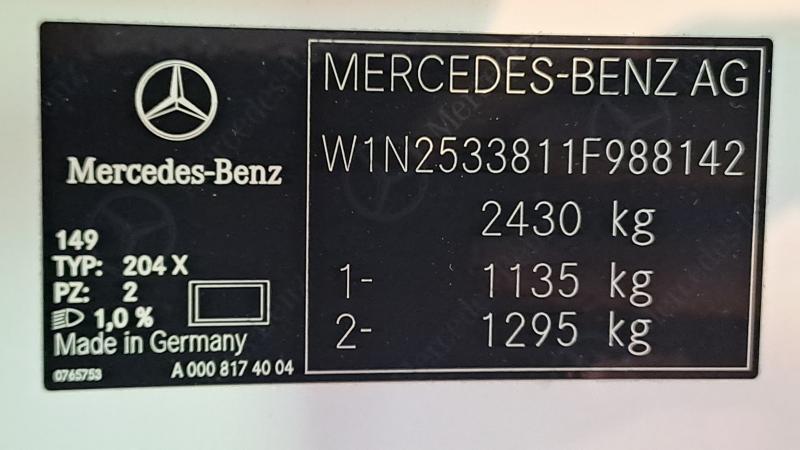 Mercedes-Benz
149
TYP: 204 X
PZ: 2
1,0 %
Made in Germany
0765753
A 000 817 40 04
MERCEDES-BENZ AG
W1N2533811F988142
2430 kg
1- 1135 kg
2- 1295 kg